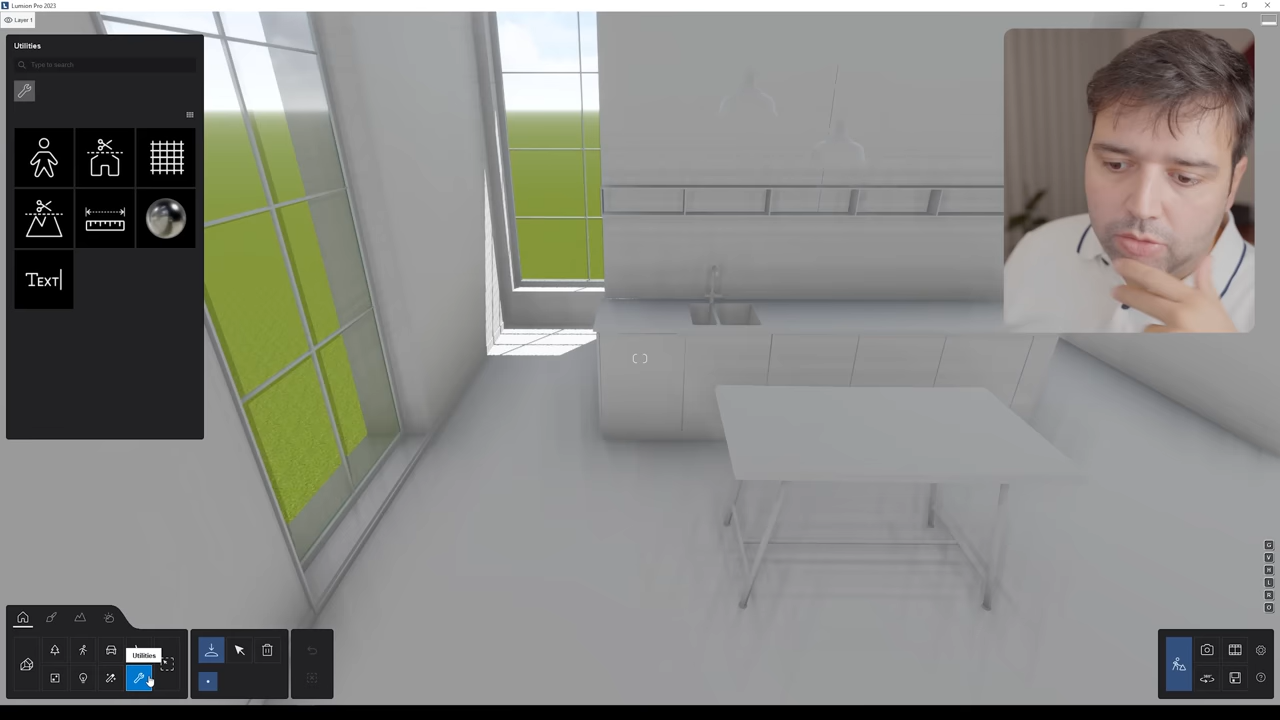 Lumion Pro 2023
Layer 1
Utilities
Type to search
TEXT
Utilities
G
V
H
L
R
O